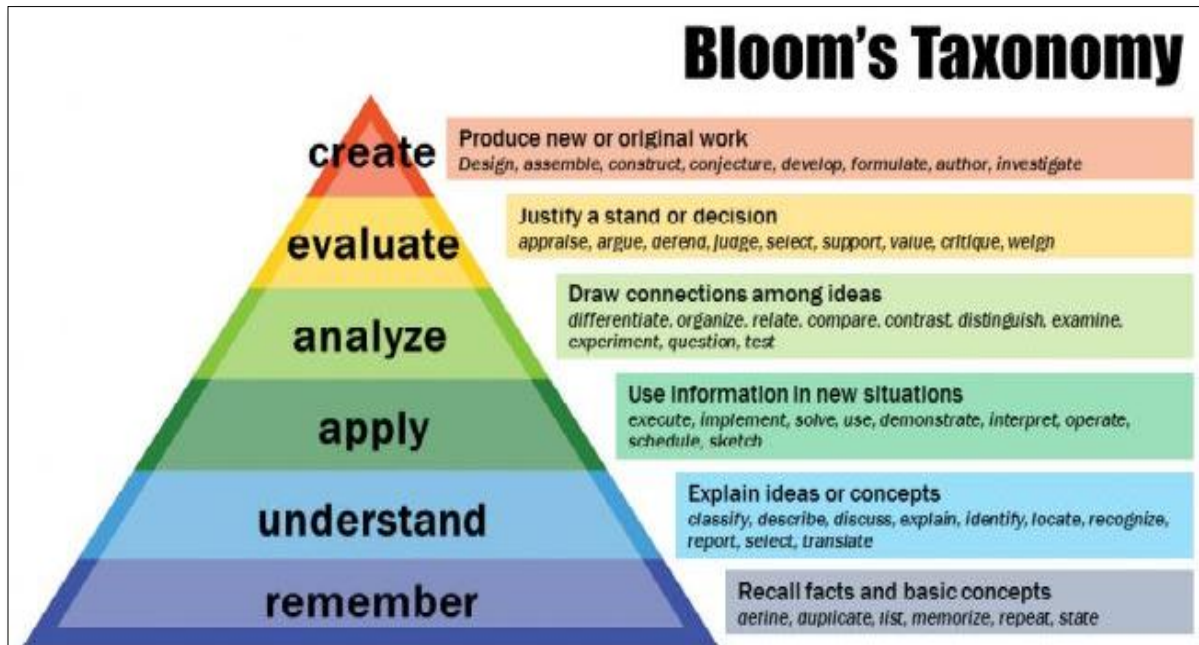 Bloom's Taxonomy
create
Produce new or original work
Design, assemble, construct, conjecture, develop, formulate, author, investigate
evaluate
Justify a stand or decision
appraise, argue, defend, judge, select, support, value, critique, weigh
analyze
Draw connections among ideas
differentiate, organize, relate, compare, contrast, distinguish, examine,
experiment, question, test
apply
Use information in new situations
execute, implement, solve, use, demonstrate, interpret, operate,
schedule, sketch
understand
Explain ideas or concepts
classify, describe, discuss, explain, identify, locate, recognize,
report, select, translate
remember
Recall facts and basic concepts
define, duplicate, list, memorize, repeat, state